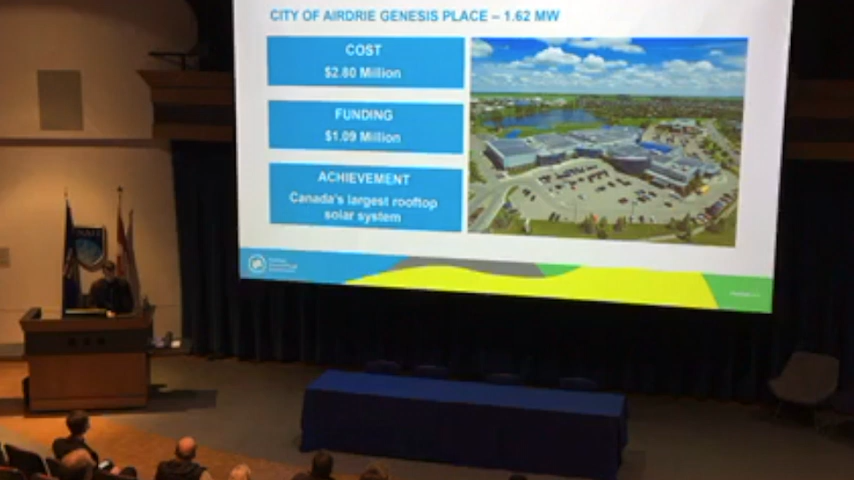 CITY OF AIRDRIE GENESIS PLACE – 1.62 MW
COST
$2.80 Million
FUNDING
$1.09 Million
ACHIEVEMENT
Canada's largest rooftop
solar system